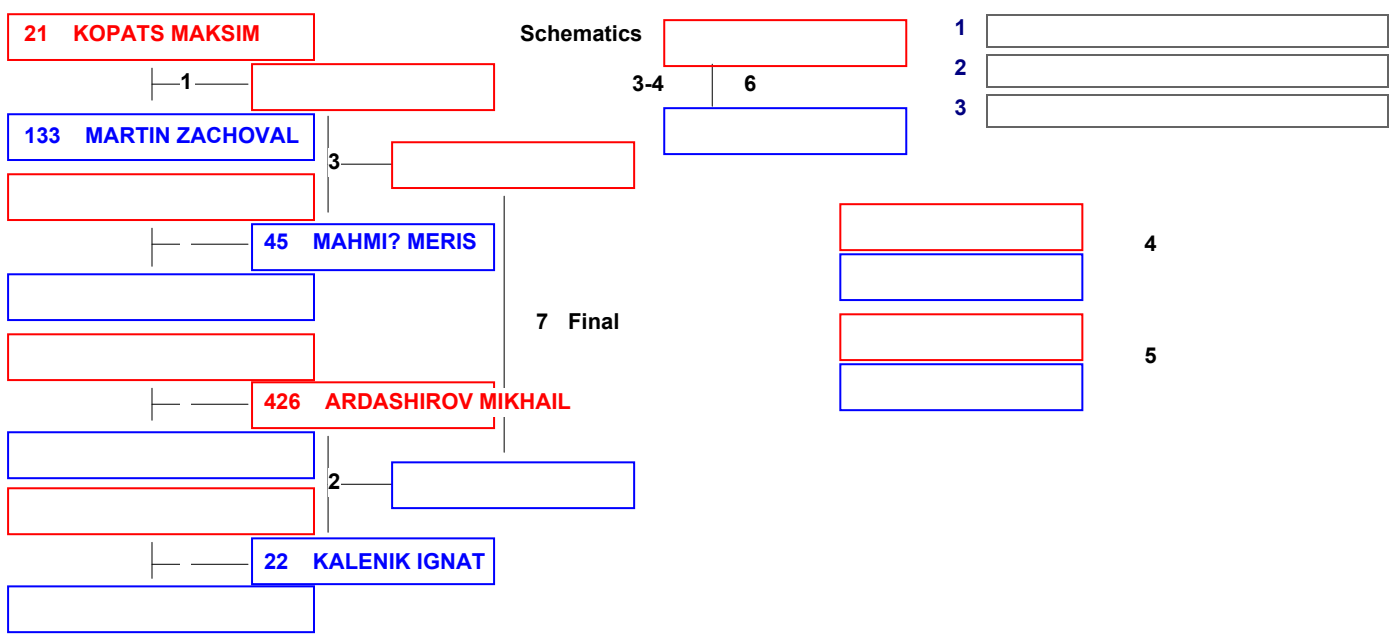 21 KOPATS MAKSIM
Schematics
1
1
3-4 6
2
3
133 MARTIN ZACHOVAL
3
45 MAHMI? MERIS
4
7 Final
5
426 ARDASHIROV MIKHAIL
2
22 KALENIK IGNAT